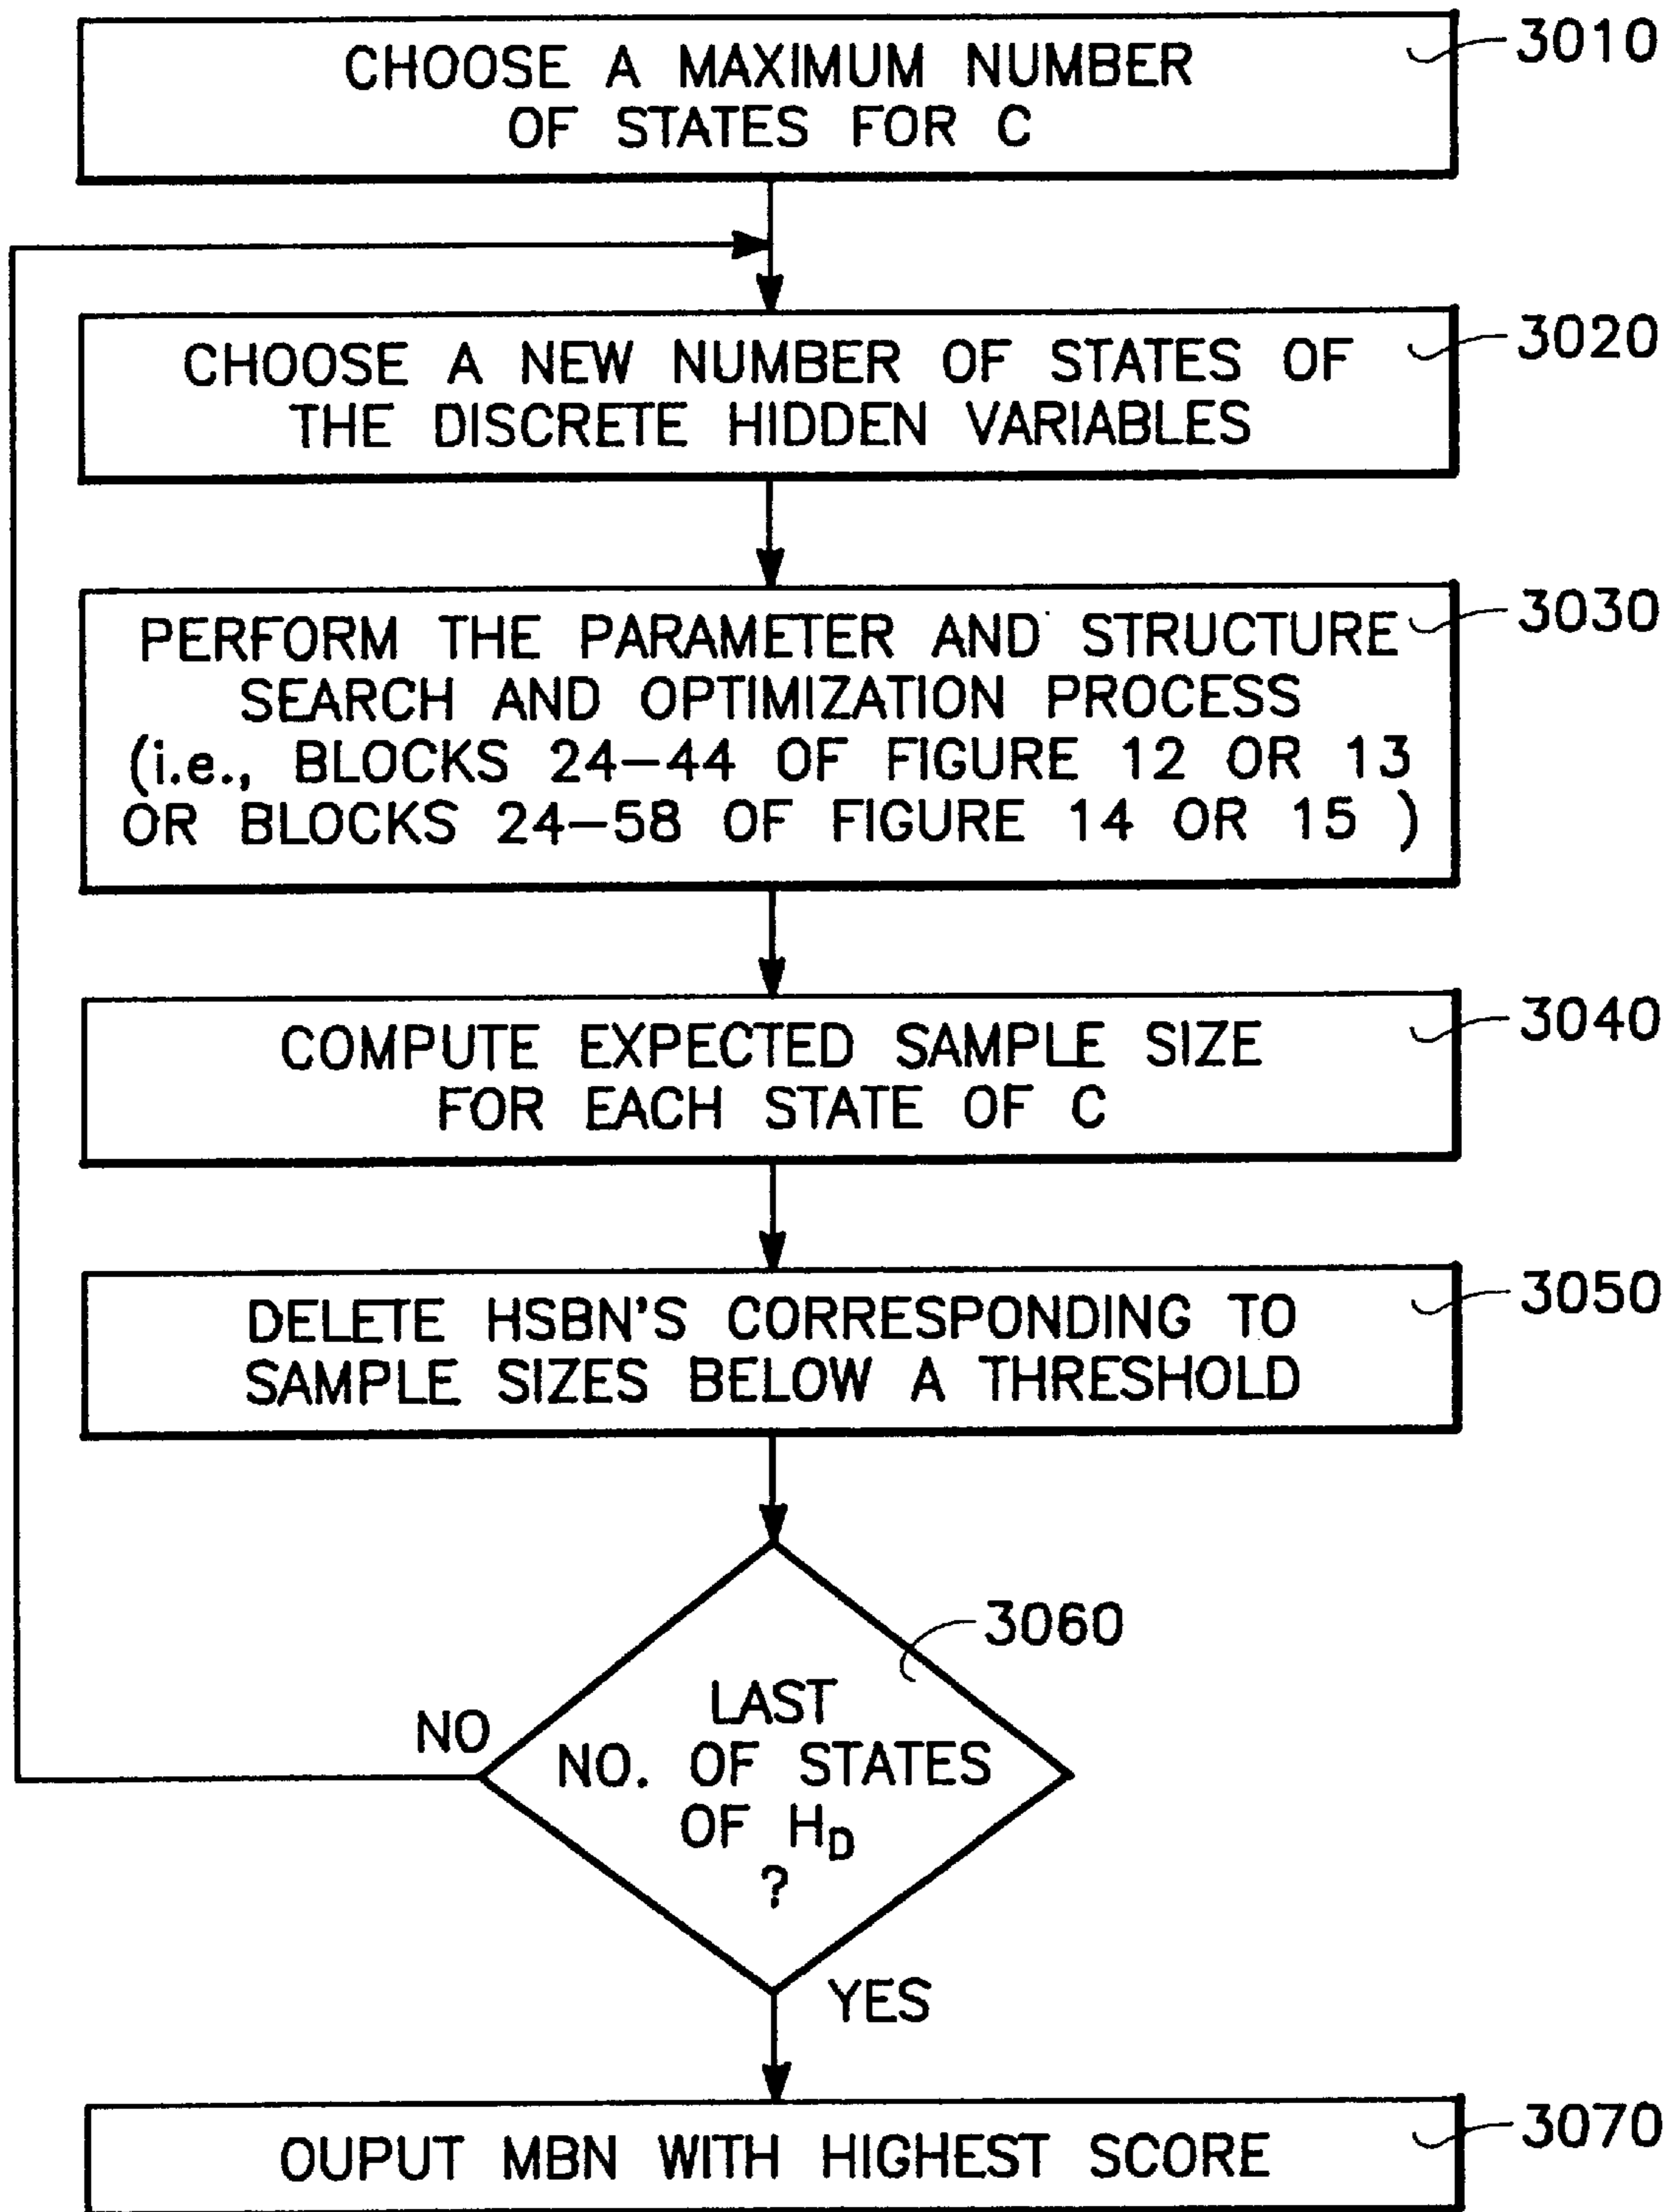 CHOOSE A MAXIMUM NUMBER
OF STATES FOR C
3010
CHOOSE A NEW NUMBER OF STATES OF
THE DISCRETE HIDDEN VARIABLES
3020
PERFORM THE PARAMETER AND STRUCTURE
SEARCH AND OPTIMIZATION PROCESS
(i.e., BLOCKS 24-44 OF FIGURE 12 OR 13
OR BLOCKS 24-58 OF FIGURE 14 OR 15 )
3030
COMPUTE EXPECTED SAMPLE SIZE
FOR EACH STATE OF C
3040
DELETE HSBN'S CORRESPONDING TO
SAMPLE SIZES BELOW A THRESHOLD
3050
3060
LAST
NO. OF STATES
OF HD
?
NO
YES
OUPUT MBN WITH HIGHEST SCORE
3070